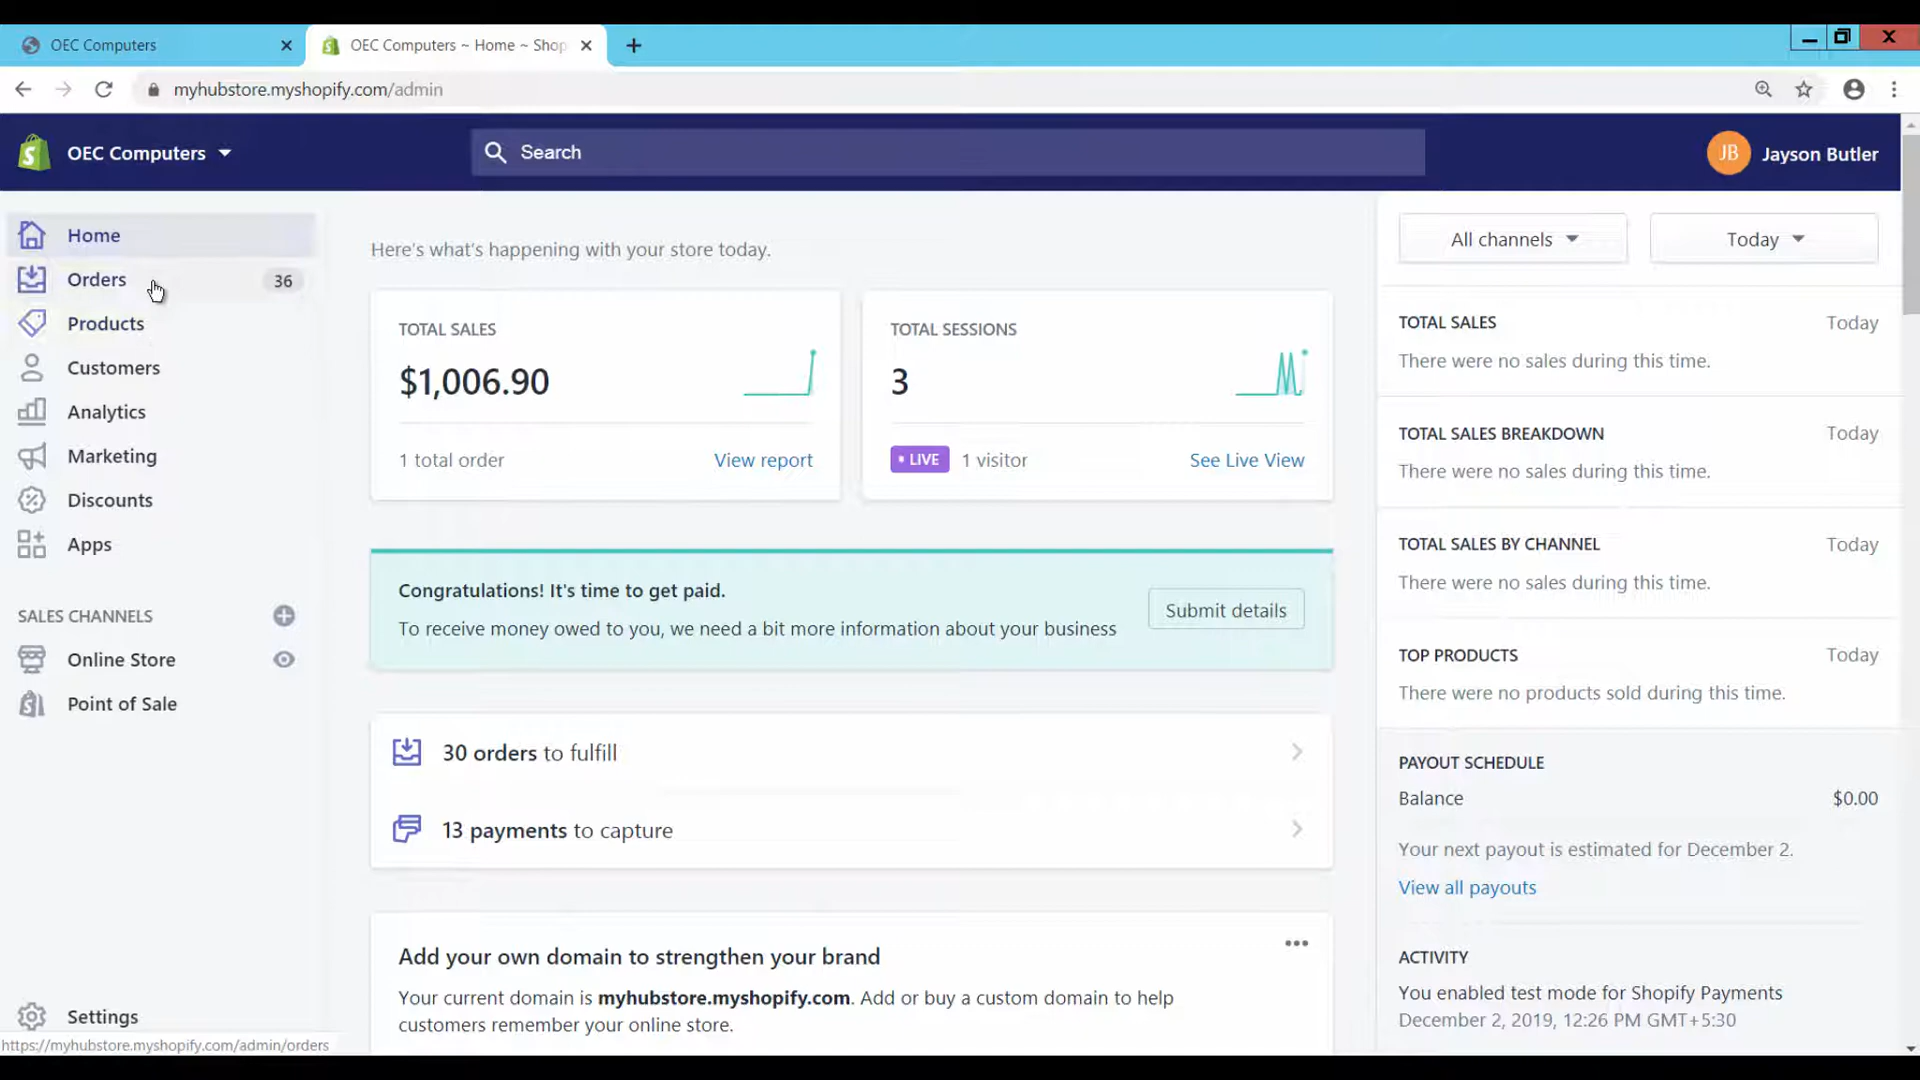 OEC Computers
OEC Computers ~ Home ~ Shop
myhubstore.myshopify.com/admin
OEC Computers
Search
JB
Jayson Butler
Home
Orders
36
Products
Customers
Analytics
Marketing
Discounts
Apps
SALES CHANNELS
Online Store
Point of Sale
Settings
https://myhubstore.myshopify.com/admin/orders
Here's what's happening with your store today.
TOTAL SALES
$1,006.90
1 total order
View report
TOTAL SESSIONS
3
• LIVE
1 visitor
See Live View
Congratulations! It's time to get paid.
To receive money owed to you, we need a bit more information about your business
Submit details
30 orders to fulfill
13 payments to capture
Add your own domain to strengthen your brand
Your current domain is myhubstore.myshopify.com. Add or buy a custom domain to help
customers remember your online store.
All channels
Today
TOTAL SALES
Today
There were no sales during this time.
TOTAL SALES BREAKDOWN
Today
There were no sales during this time.
TOTAL SALES BY CHANNEL
Today
There were no sales during this time.
TOP PRODUCTS
Today
There were no products sold during this time.
PAYOUT SCHEDULE
Balance
$0.00
Your next payout is estimated for December 2.
View all payouts
ACTIVITY
You enabled test mode for Shopify Payments
December 2, 2019, 12:26 PM GMT+5:30